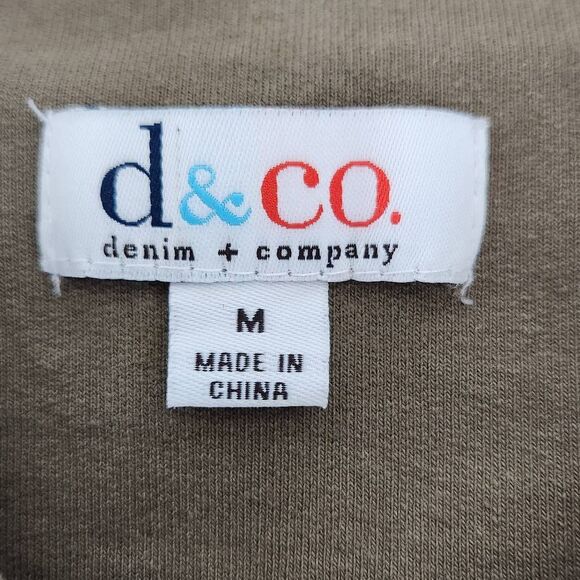 d&co.
denim + company
M
MADE IN
CHINA